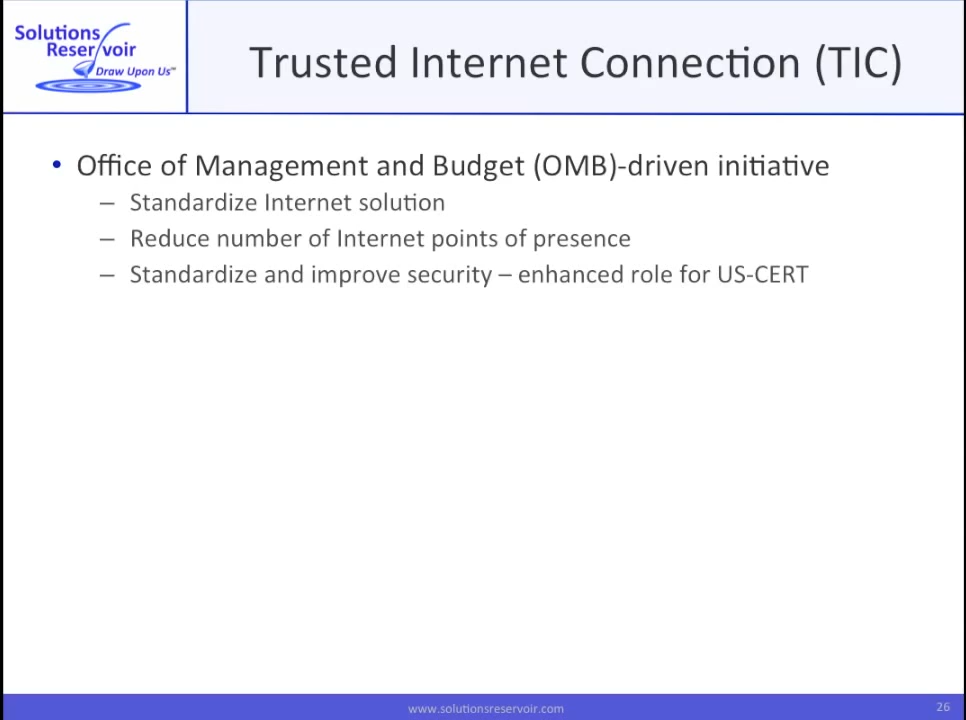 Solutions
Reservoir
Draw Upon Us™
Trusted Internet Connection (TIC)
• Office of Management and Budget (OMB)-driven initiative
– Standardize Internet solution
– Reduce number of Internet points of presence
– Standardize and improve security – enhanced role for US-CERT
www.solutionsreservoir.com
26